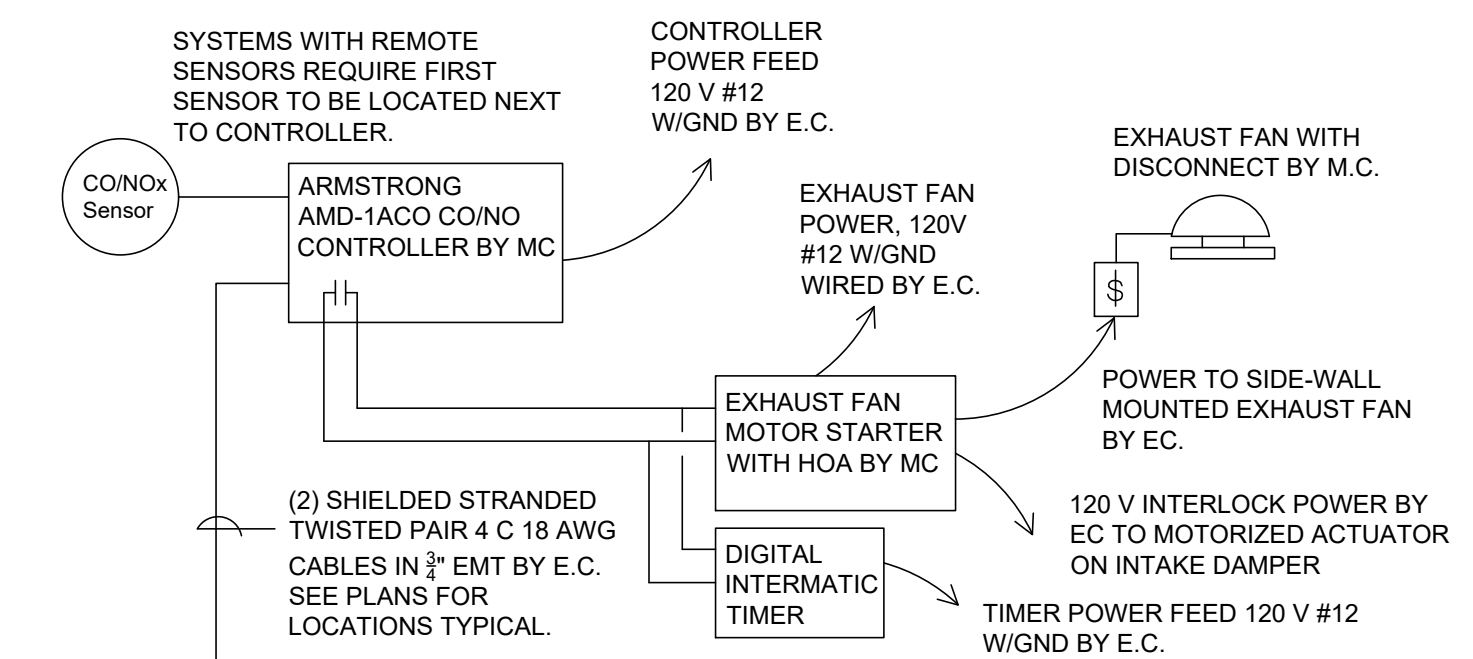 SYSTEMS WITH REMOTE
SENSORS REQUIRE FIRST
SENSOR TO BE LOCATED NEXT
TO CONTROLLER.
CONTROLLER
POWER FEED
120 V #12
W/GND BY E.C.
EXHAUST FAN WITH
DISCONNECT BY M.C.
CO/NOx
Sensor
ARMSTRONG
AMD-1ACO CO/NO
CONTROLLER BY MC
EXHAUST FAN
POWER, 120V
#12 W/GND
WIRED BY E.C.
$
POWER TO SIDE-WALL
MOUNTED EXHAUST FAN
BY EC.
EXHAUST FAN
MOTOR STARTER
WITH HOA BY MC
(2) SHIELDED STRANDED
TWISTED PAIR 4 C 18 AWG
CABLES IN 3/4" EMT BY E.C.
SEE PLANS FOR
LOCATIONS TYPICAL.
120 V INTERLOCK POWER BY
EC TO MOTORIZED ACTUATOR
ON INTAKE DAMPER
DIGITAL
INTERMATIC
TIMER
TIMER POWER FEED 120 V #12
W/GND BY E.C.